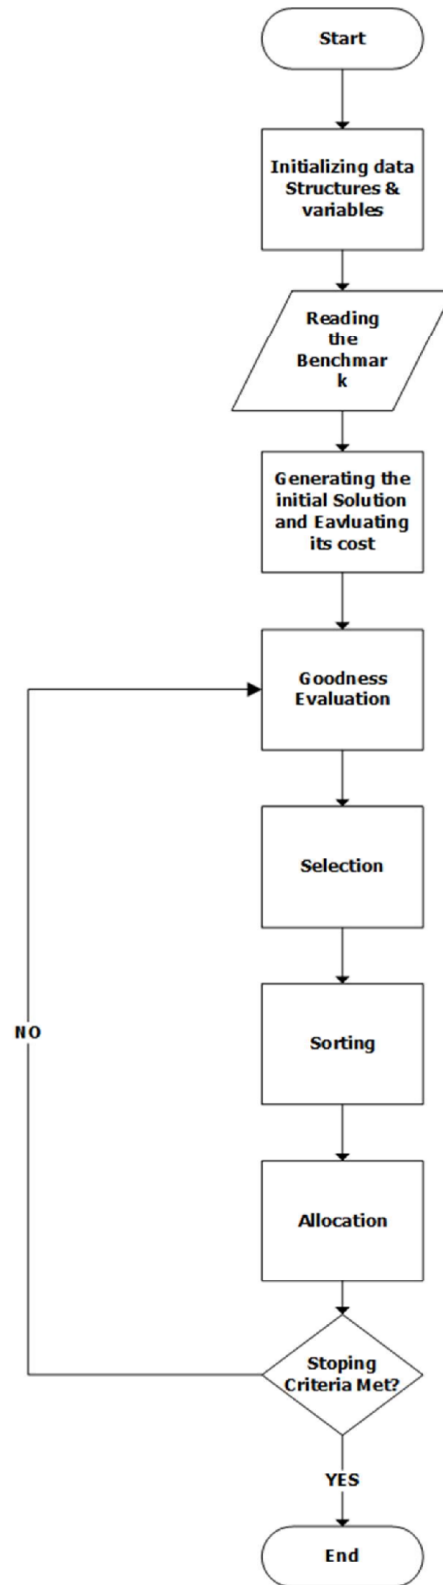 Start
Initializing data
Structures &
variables
Reading
the
Benchmar
k
Generating the
initial Solution
and Eavluating
its cost
Goodness
Evaluation
Selection
NO
Sorting
Allocation
Stoping
Criteria Met?
YES
End